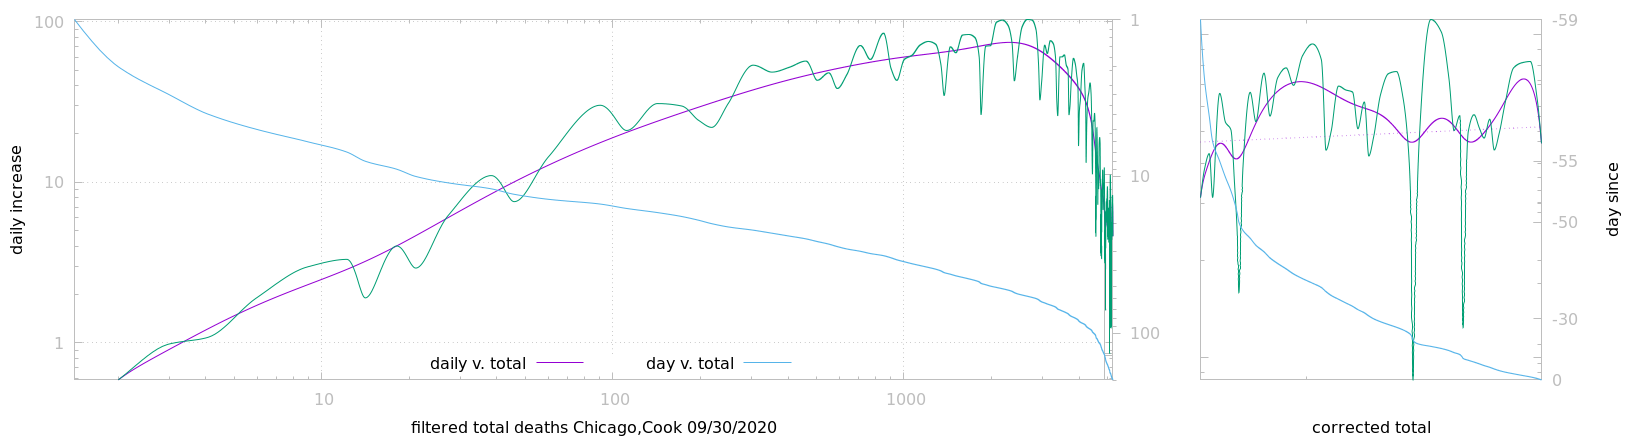 100
10
1
daily increase
10
100
1000
filtered total deaths Chicago,Cook 09/30/2020
daily v. total
day v. total
1
10
100
-59
-55
-50
-30
0
day since
corrected total